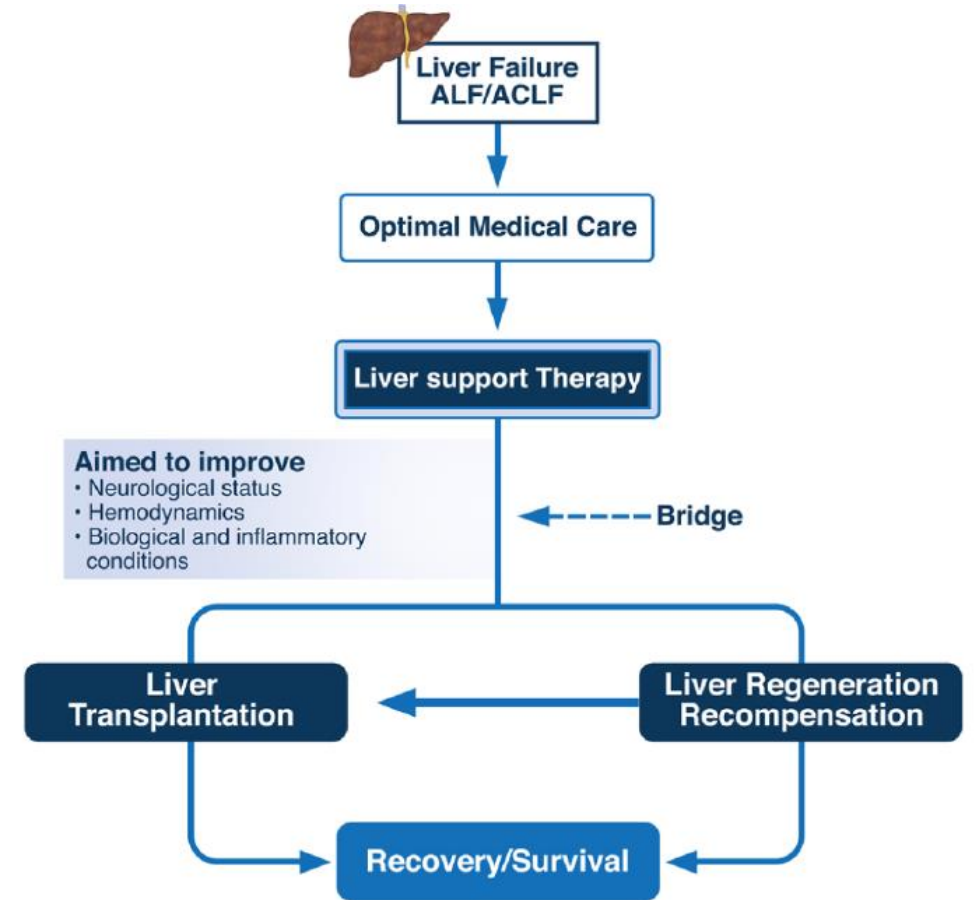 Liver Failure
ALF/ACLF
Optimal Medical Care
Liver support Therapy
Aimed to improve
· Neurological status
· Hemodynamics
· Biological and inflammatory
conditions
Bridge
Liver
Transplantation
Liver Regeneration
Recompensation
Recovery/Survival